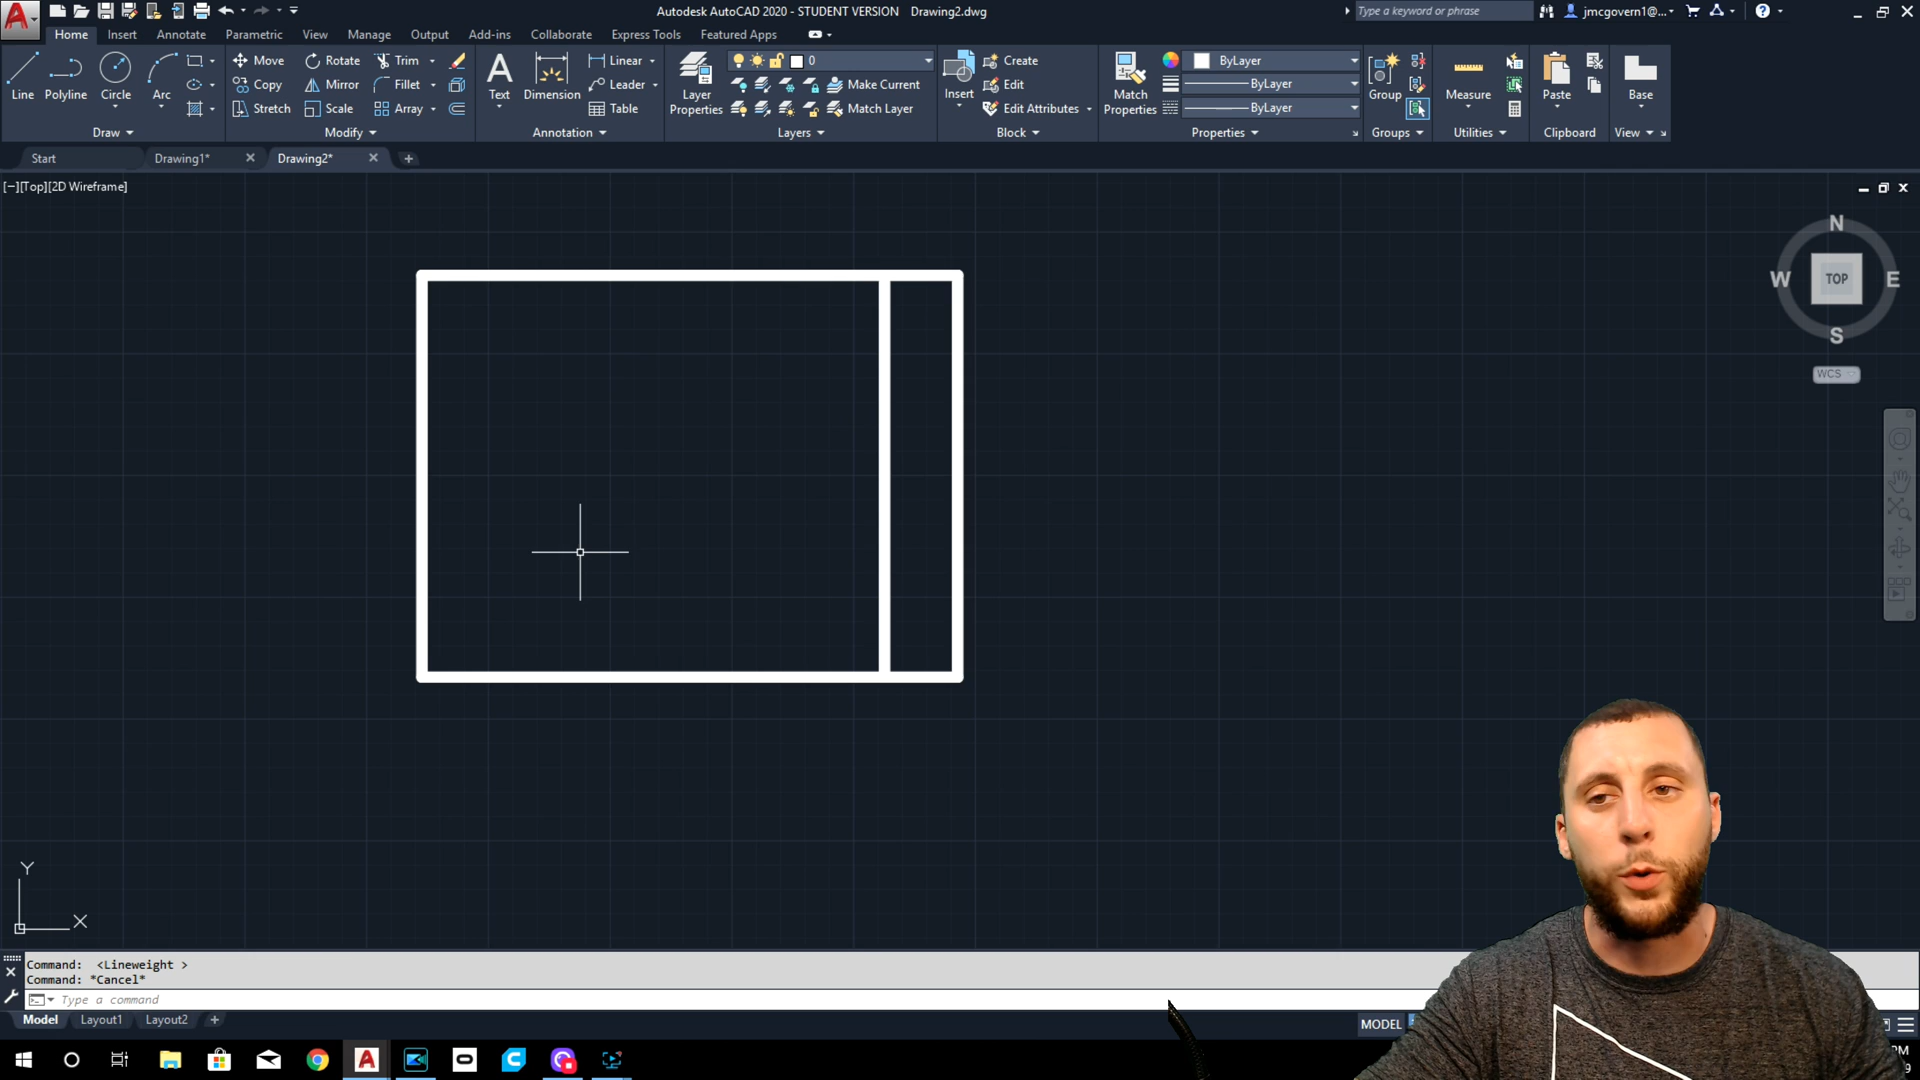 Autodesk AutoCAD 2020 - STUDENT VERSION Drawing2.dwg
Type a keyword or phrase
jmcgovern1@...
Home Insert Annotate Parametric View Manage Output Add-ins Collaborate Express Tools Featured Apps
Line Polyline Circle Arc
Move Rotate Trim
Copy Mirror Fillet
Stretch Scale Array
Text Dimension
Linear
Leader
Table
Layer Properties
0
Make Current
Match Layer
Insert
Create
Edit
Edit Attributes
Match Properties
ByLayer
ByLayer
ByLayer
Group
Measure
Paste
Base
Draw Modify Annotation Layers Block Properties Groups Utilities Clipboard View
Start Drawing1* Drawing2*
[−][Top][2D Wireframe]
N
W TOP E
S
WCS
Y
X
Command: <Lineweight >
Command: *Cancel*
Type a command
Model Layout1 Layout2 +
MODEL